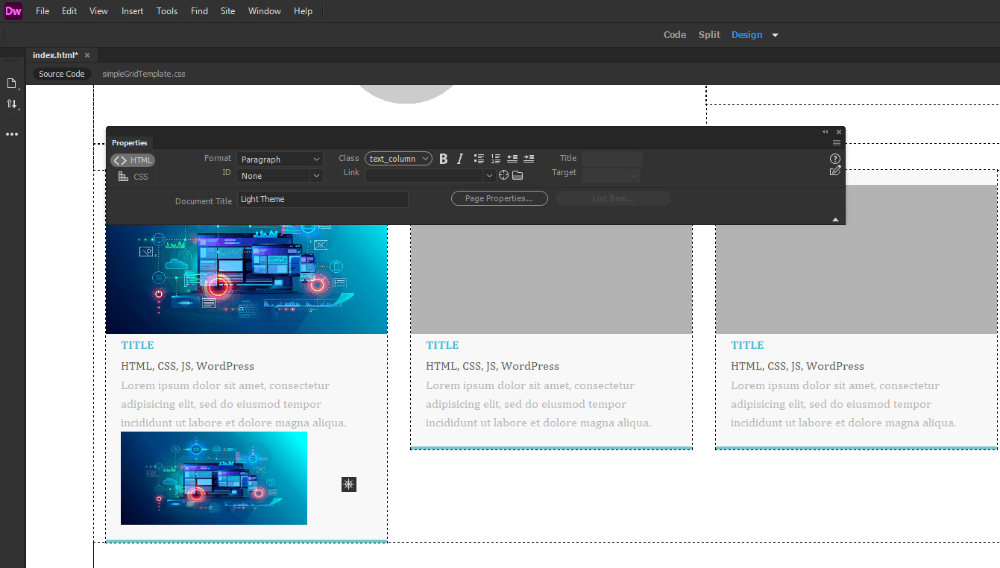 Dw File Edit View Insert Tools Find Site Window Help
Code Split Design
index.html*
Source Code simpleGridTemplate.css
Properties
HTML Format Paragraph Class text_column B I Title
CSS ID None Link Target
Document Title Light Theme Page Properties... List Item...
TITLE
HTML, CSS, JS, WordPress
Lorem ipsum dolor sit amet, consectetur
adipisicing elit, sed do eiusmod tempor
incididunt ut labore et dolore magna aliqua.
TITLE
HTML, CSS, JS, WordPress
Lorem ipsum dolor sit amet, consectetur
adipisicing elit, sed do eiusmod tempor
incididunt ut labore et dolore magna aliqua.
TITLE
HTML, CSS, JS, WordPress
Lorem ipsum dolor sit amet, consectetur
adipisicing elit, sed do eiusmod tempor
incididunt ut labore et dolore magna aliqua.